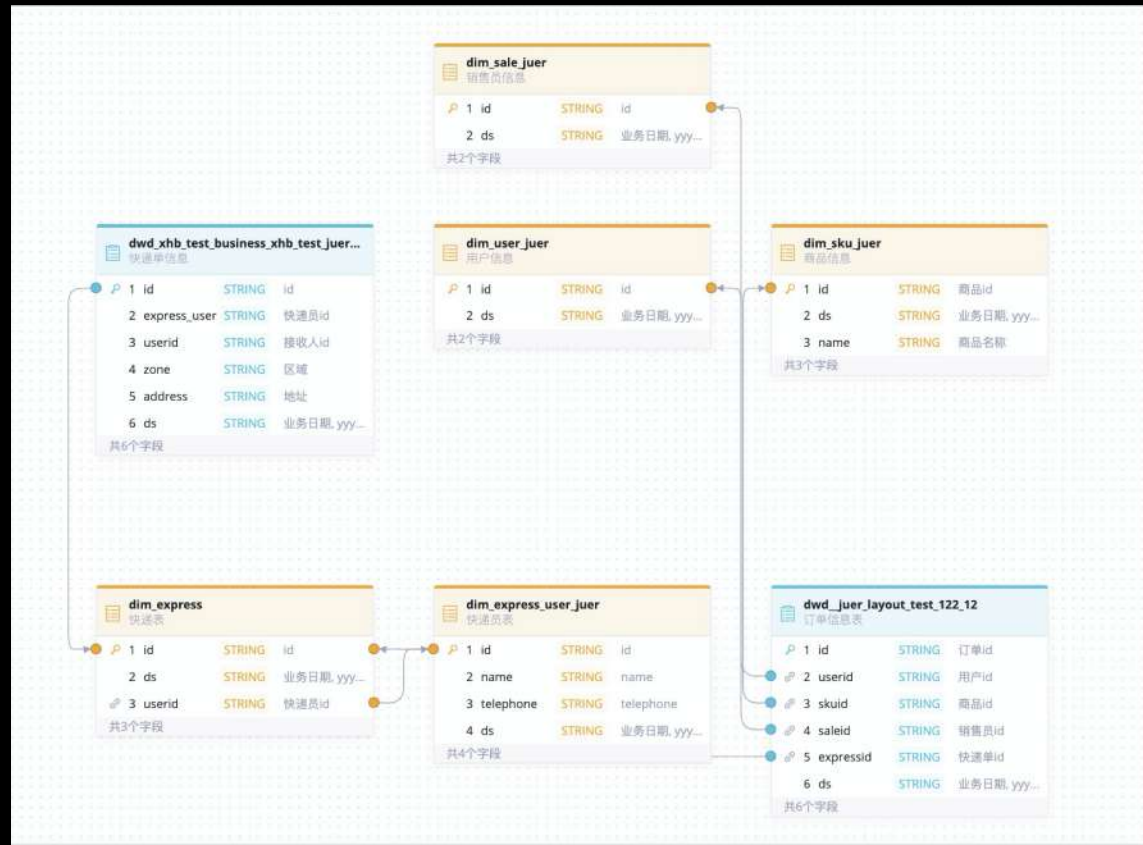 dim_sale_juer
销售员信息
1 id STRING id
2 ds STRING 业务日期, yyy...
共2个字段
dwd_xhb_test_business_xhb_test_juer...
快递单信息
1 id STRING id
2 express_user STRING 快递员id
3 userid STRING 接收人id
4 zone STRING 区域
5 address STRING 地址
6 ds STRING 业务日期, yyy...
共6个字段
dim_user_juer
用户信息
1 id STRING id
2 ds STRING 业务日期, yyy...
共2个字段
dim_sku_juer
商品信息
1 id STRING 商品id
2 ds STRING 业务日期, yyy...
3 name STRING 商品名称
共3个字段
dim_express
快递表
1 id STRING id
2 ds STRING 业务日期, yyy...
3 userid STRING 快递员id
共3个字段
dim_express_user_juer
快递员表
1 id STRING id
2 name STRING name
3 telephone STRING telephone
4 ds STRING 业务日期, yyy...
共4个字段
dwd__juer_layout_test_122_12
订单信息表
1 id STRING 订单id
2 userid STRING 用户id
3 skuid STRING 商品id
4 saleid STRING 销售员id
5 expressid STRING 快递单id
6 ds STRING 业务日期, yyy...
共6个字段